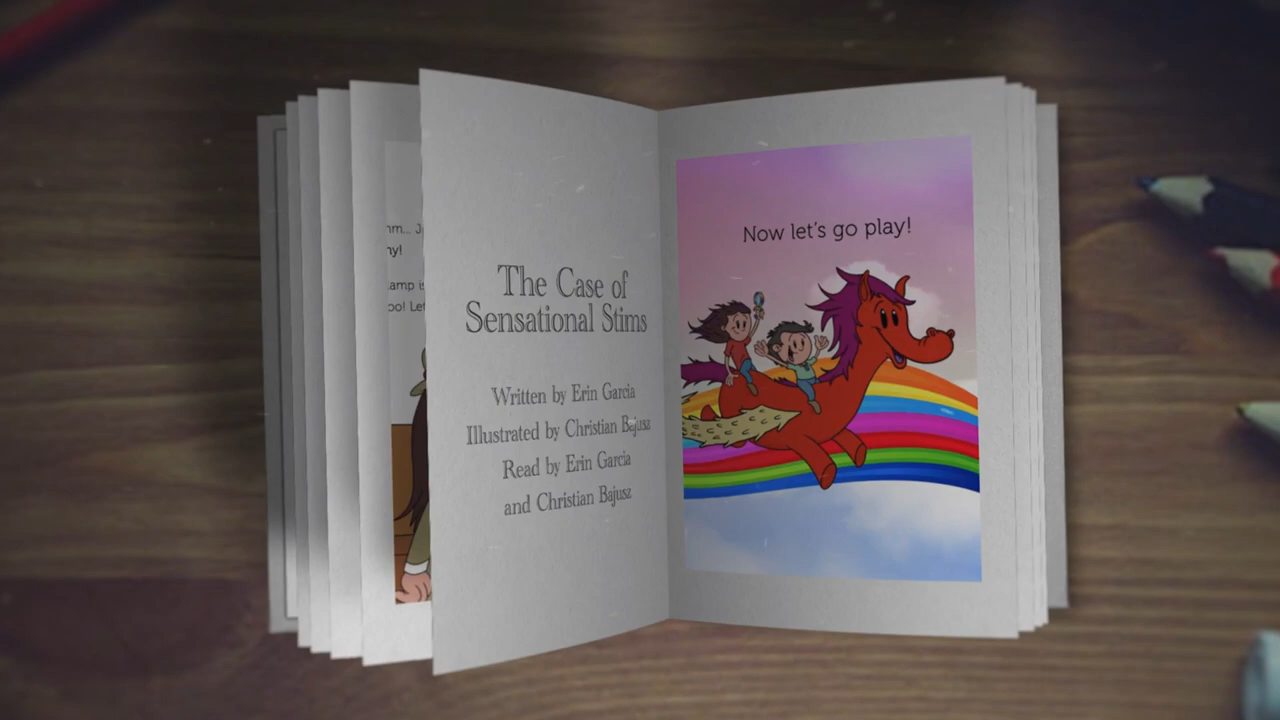 The Case of
Sensational Stims
Written by Erin Garcia
Illustrated by Christian Bajusz
Read by Erin Garcia
and Christian Bajusz
Now let's go play!